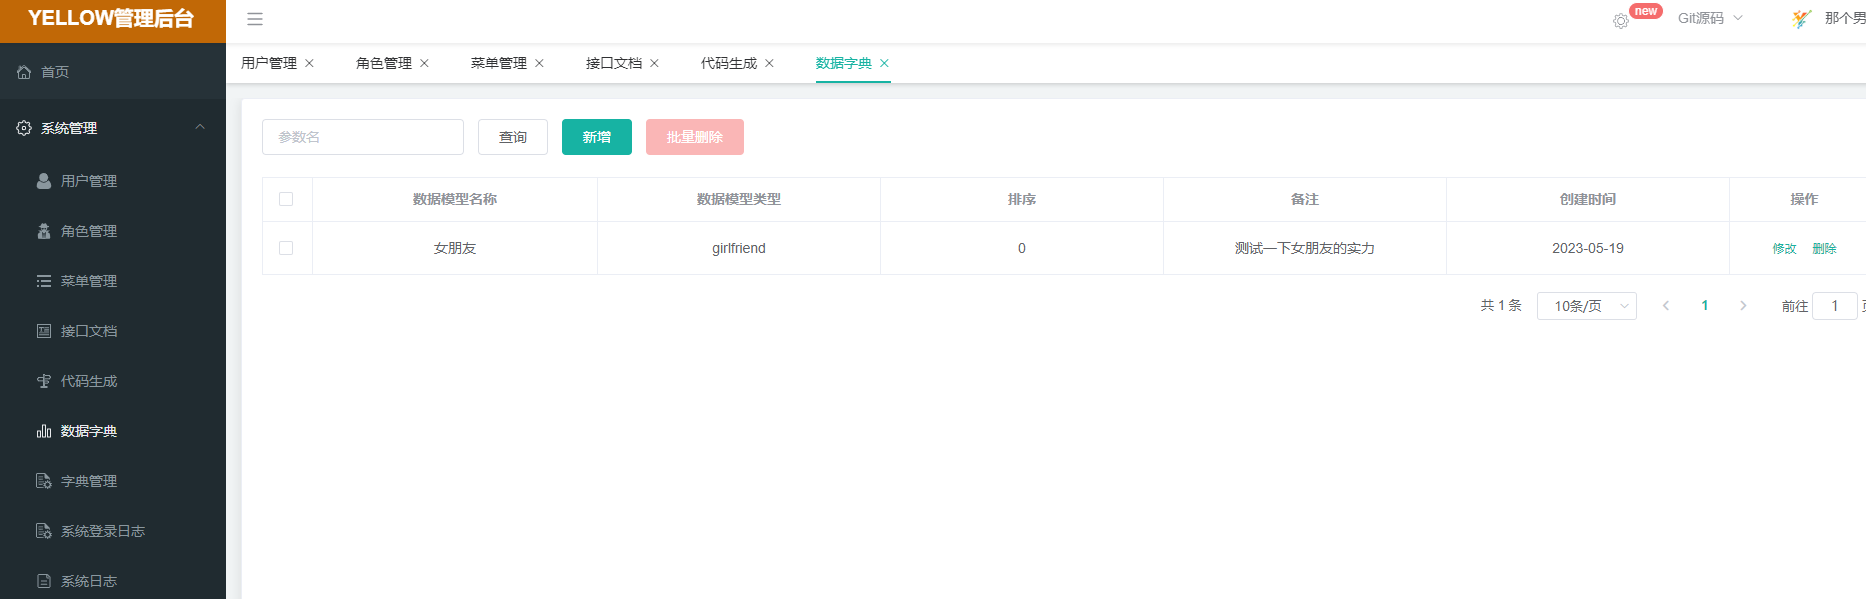 YELLOW管理后台
new
Git源码
那个男
首页
用户管理
角色管理
菜单管理
接口文档
代码生成
数据字典
系统管理
用户管理
角色管理
菜单管理
接口文档
代码生成
数据字典
字典管理
系统登录日志
系统日志
参数名
查询
新增
批量删除
数据模型名称 数据模型类型 排序 备注 创建时间 操作
女朋友 girlfriend 0 测试一下女朋友的实力 2023-05-19 修改 删除
共 1 条 10条/页 1 前往 1